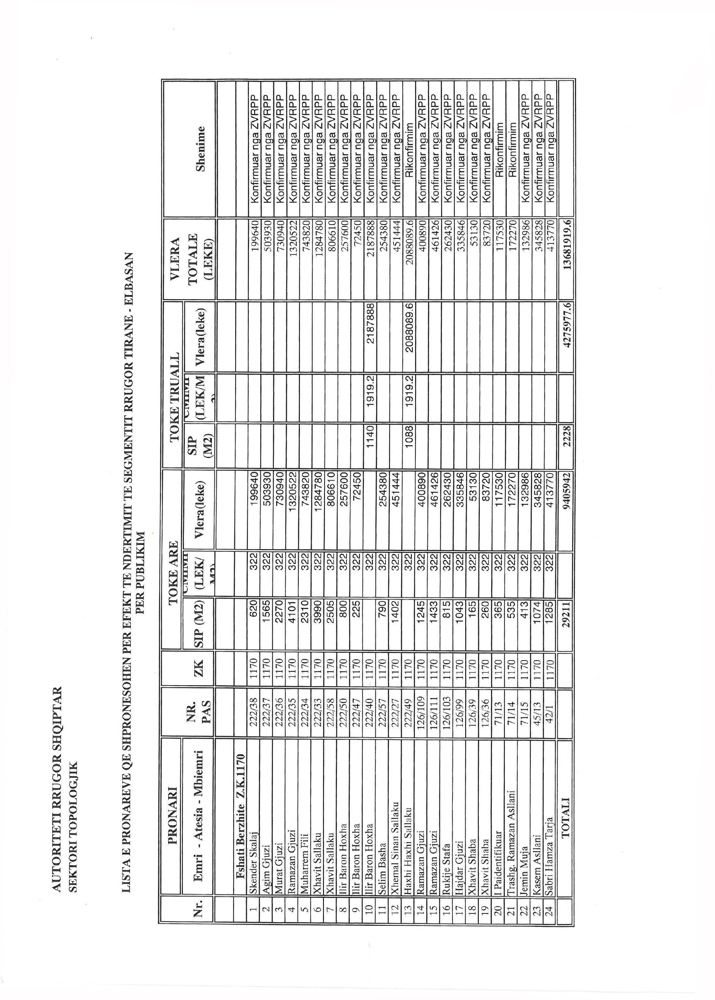 AUTORITETI RRUGOR SHQIPTAR
SEKTORI TOPOLOGJIK
LISTA E PRONAREVE QE SHPRONESOHEN PER EFEKT TE NDERTIMIT TE SEGMENTIT RRUGOR TIRANE - ELBASAN
PER PUBLIKIM
PRONARI TOKE ARE TOKE TRUALL VLERA TOTALE (LEKE) Shenime
Nr. Emri - Atesia - Mbiemri NR. PAS ZK SIP (M2) CMIMI (LEK/ M2) Vlera(leke) SIP (M2) CMIMI (LEK/M 2) Vlera(leke)
Fshati Berzhite Z.K.1170
1 Skender Skalaj 222/38 1170 620 322 199640 199640 Konfirmuar nga ZVRPP
2 Agim Gjuzi 222/37 1170 1565 322 503930 503930 Konfirmuar nga ZVRPP
3 Murat Gjuzi 222/36 1170 2270 322 730940 730940 Konfirmuar nga ZVRPP
4 Ramazan Gjuzi 222/35 1170 4101 322 1320522 1320522 Konfirmuar nga ZVRPP
5 Muharrem Fili 222/34 1170 2310 322 743820 743820 Konfirmuar nga ZVRPP
6 Xhavit Sallaku 222/33 1170 3990 322 1284780 1284780 Konfirmuar nga ZVRPP
7 Xhavit Sallaku 222/58 1170 2505 322 806610 806610 Konfirmuar nga ZVRPP
8 Ilir Baron Hoxha 222/50 1170 800 322 257600 257600 Konfirmuar nga ZVRPP
9 Ilir Baron Hoxha 222/47 1170 225 322 72450 72450 Konfirmuar nga ZVRPP
10 Ilir Baron Hoxha 222/40 1170 322 1140 1919.2 2187888 2187888 Konfirmuar nga ZVRPP
11 Selim Basha 222/57 1170 790 322 254380 254380 Konfirmuar nga ZVRPP
12 Xhemal Sinan Sallaku 222/27 1170 1402 322 451444 451444 Konfirmuar nga ZVRPP
13 Haxhi Haxhi Sallaku 222/49 1170 322 1088 1919.2 2088089.6 2088089.6 Rikonfirmim
14 Ramazan Gjuzi 126/109 1170 1245 322 400890 400890 Konfirmuar nga ZVRPP
15 Ramazan Gjuzi 126/111 1170 1433 322 461426 461426 Konfirmuar nga ZVRPP
16 Rukije Stafa 126/103 1170 815 322 262430 262430 Konfirmuar nga ZVRPP
17 Hajdar Gjuzi 126/99 1170 1043 322 335846 335846 Konfirmuar nga ZVRPP
18 Xhavit Shaba 126/39 1170 165 322 53130 53130 Konfirmuar nga ZVRPP
19 Xhavit Shaba 126/36 1170 260 322 83720 83720 Konfirmuar nga ZVRPP
20 I Paidentifikuar 71/13 1170 365 322 117530 117530 Rikonfirmim
21 Trashg. Ramazan Asllani 71/14 1170 535 322 172270 172270 Rikonfirmim
22 Jemin Muja 71/15 1170 413 322 132986 132986 Konfirmuar nga ZVRPP
23 Kasem Asllani 45/13 1170 1074 322 345828 345828 Konfirmuar nga ZVRPP
24 Sabri Hamza Tarja 42/1 1170 1285 322 413770 413770 Konfirmuar nga ZVRPP
TOTALI 29211 9405942 2228 4275977.6 13681919.6